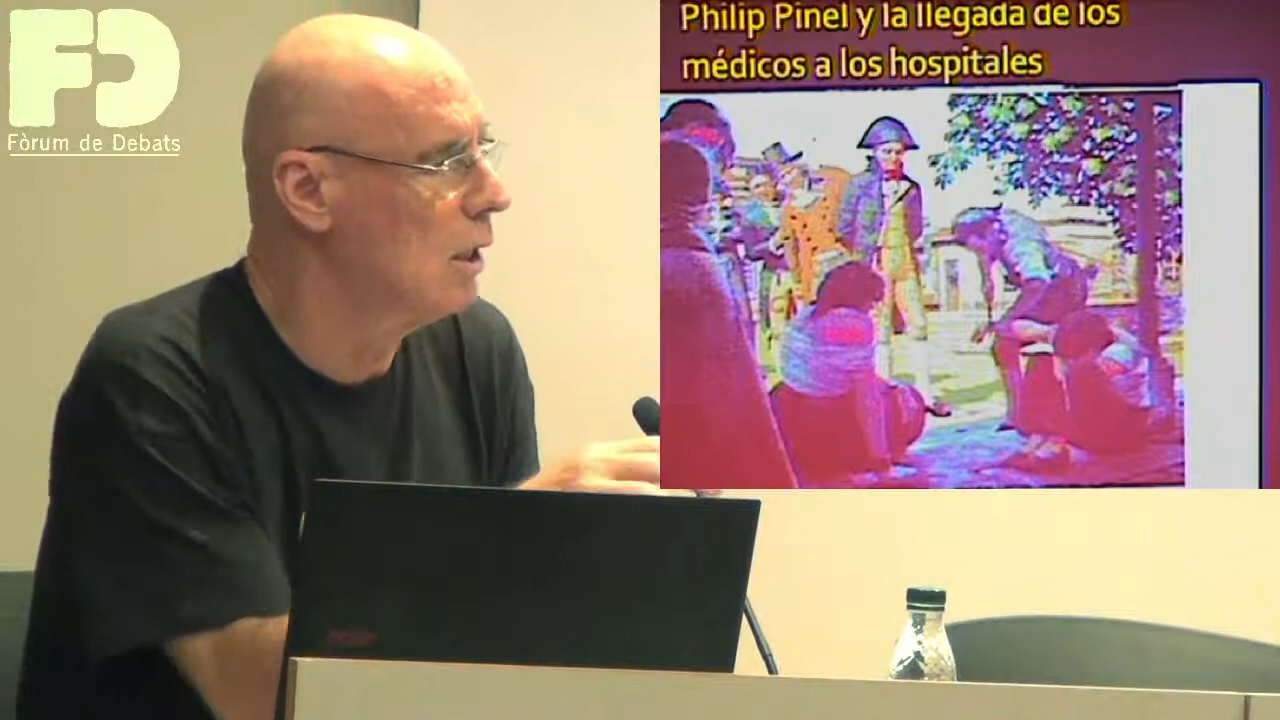 FD
Fòrum de Debats
Philip Pinel y la llegada de los
médicos a los hospitales